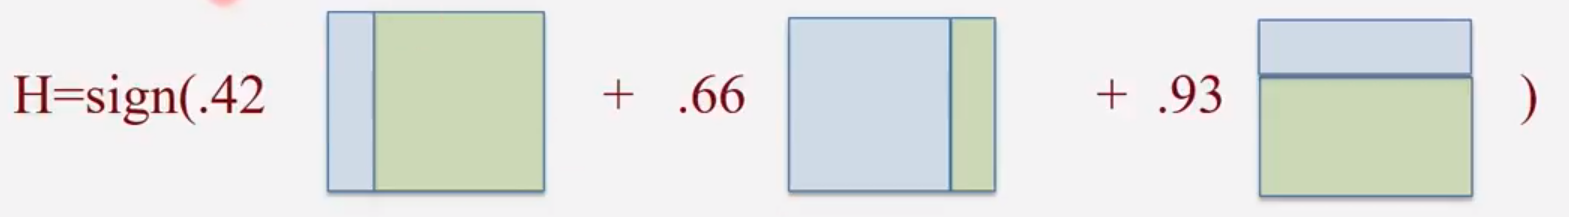 H=sign(.42 + .66 + .93 )